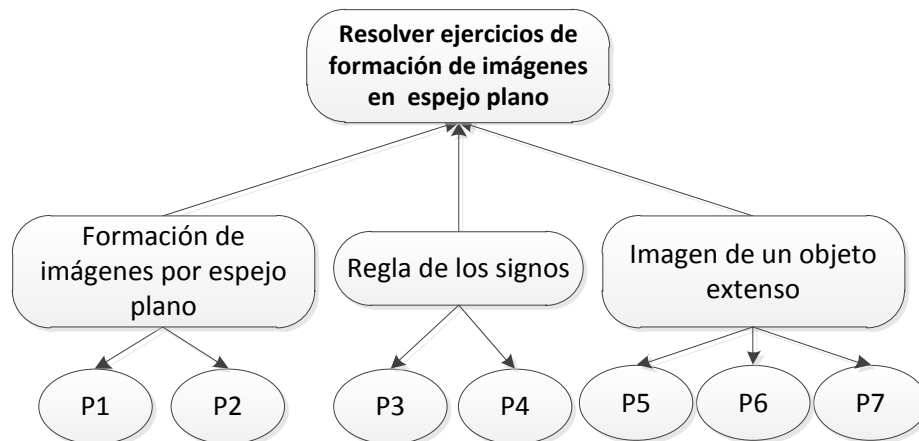 Resolver ejercicios de
formación de imágenes
en espejo plano
Formación de
imágenes por espejo
plano
Regla de los signos
Imagen de un objeto
extenso
P1
P2
P3
P4
P5
P6
P7